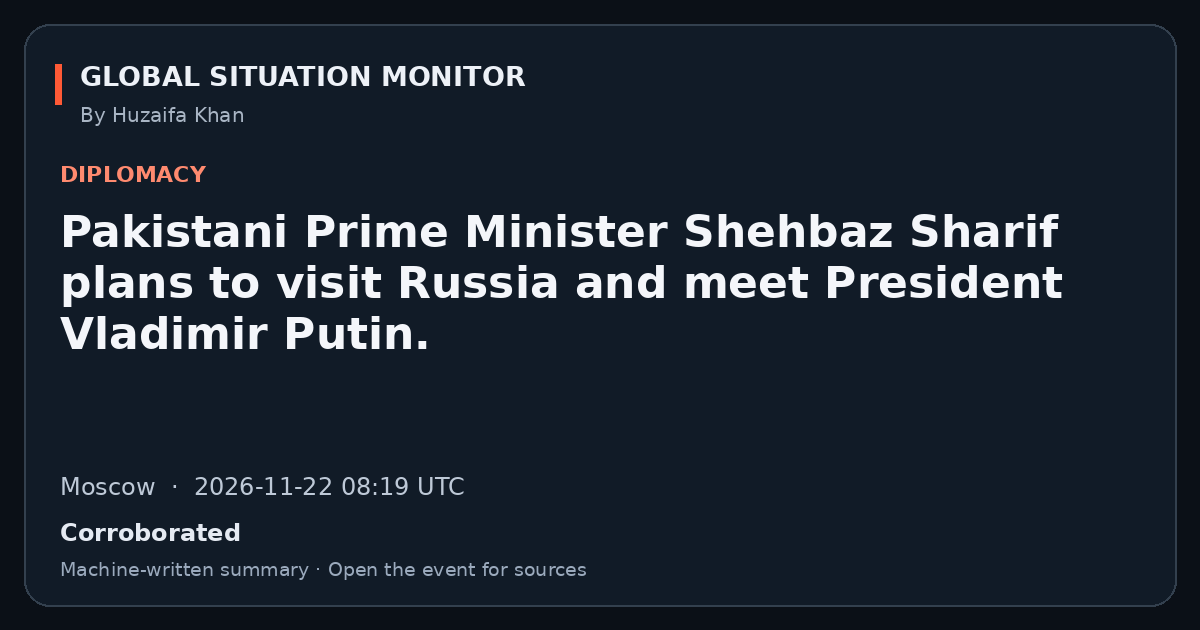 GLOBAL SITUATION MONITOR
By Huzaifa Khan
DIPLOMACY
Pakistani Prime Minister Shehbaz Sharif
plans to visit Russia and meet President
Vladimir Putin.
Moscow · 2026-11-22 08:19 UTC
Corroborated
Machine-written summary · Open the event for sources